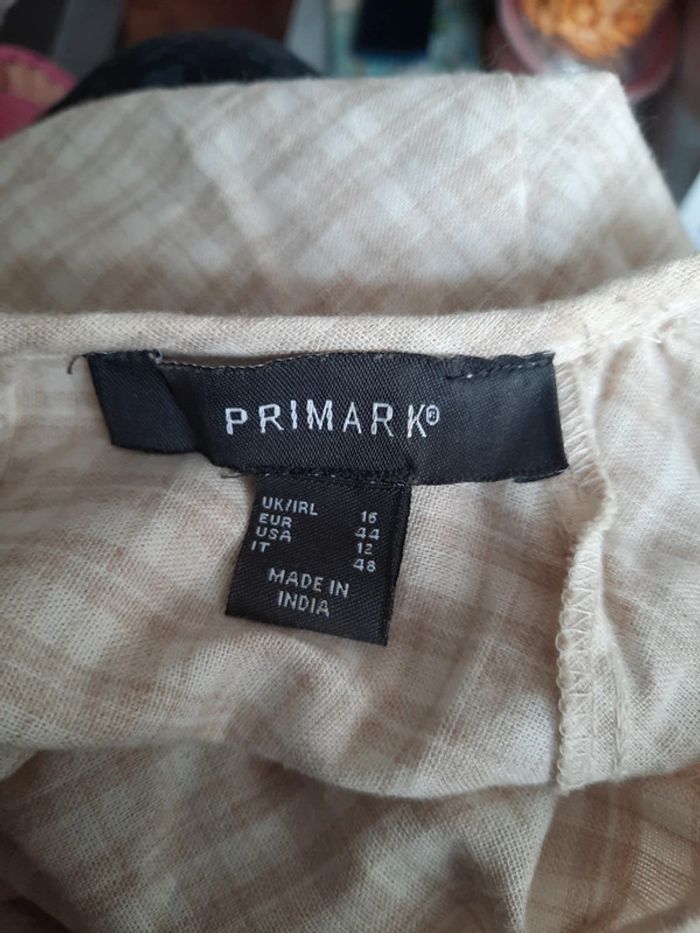 PRIMARK®
UK/IRL 16
EUR 44
USA 12
IT 48
MADE IN
INDIA